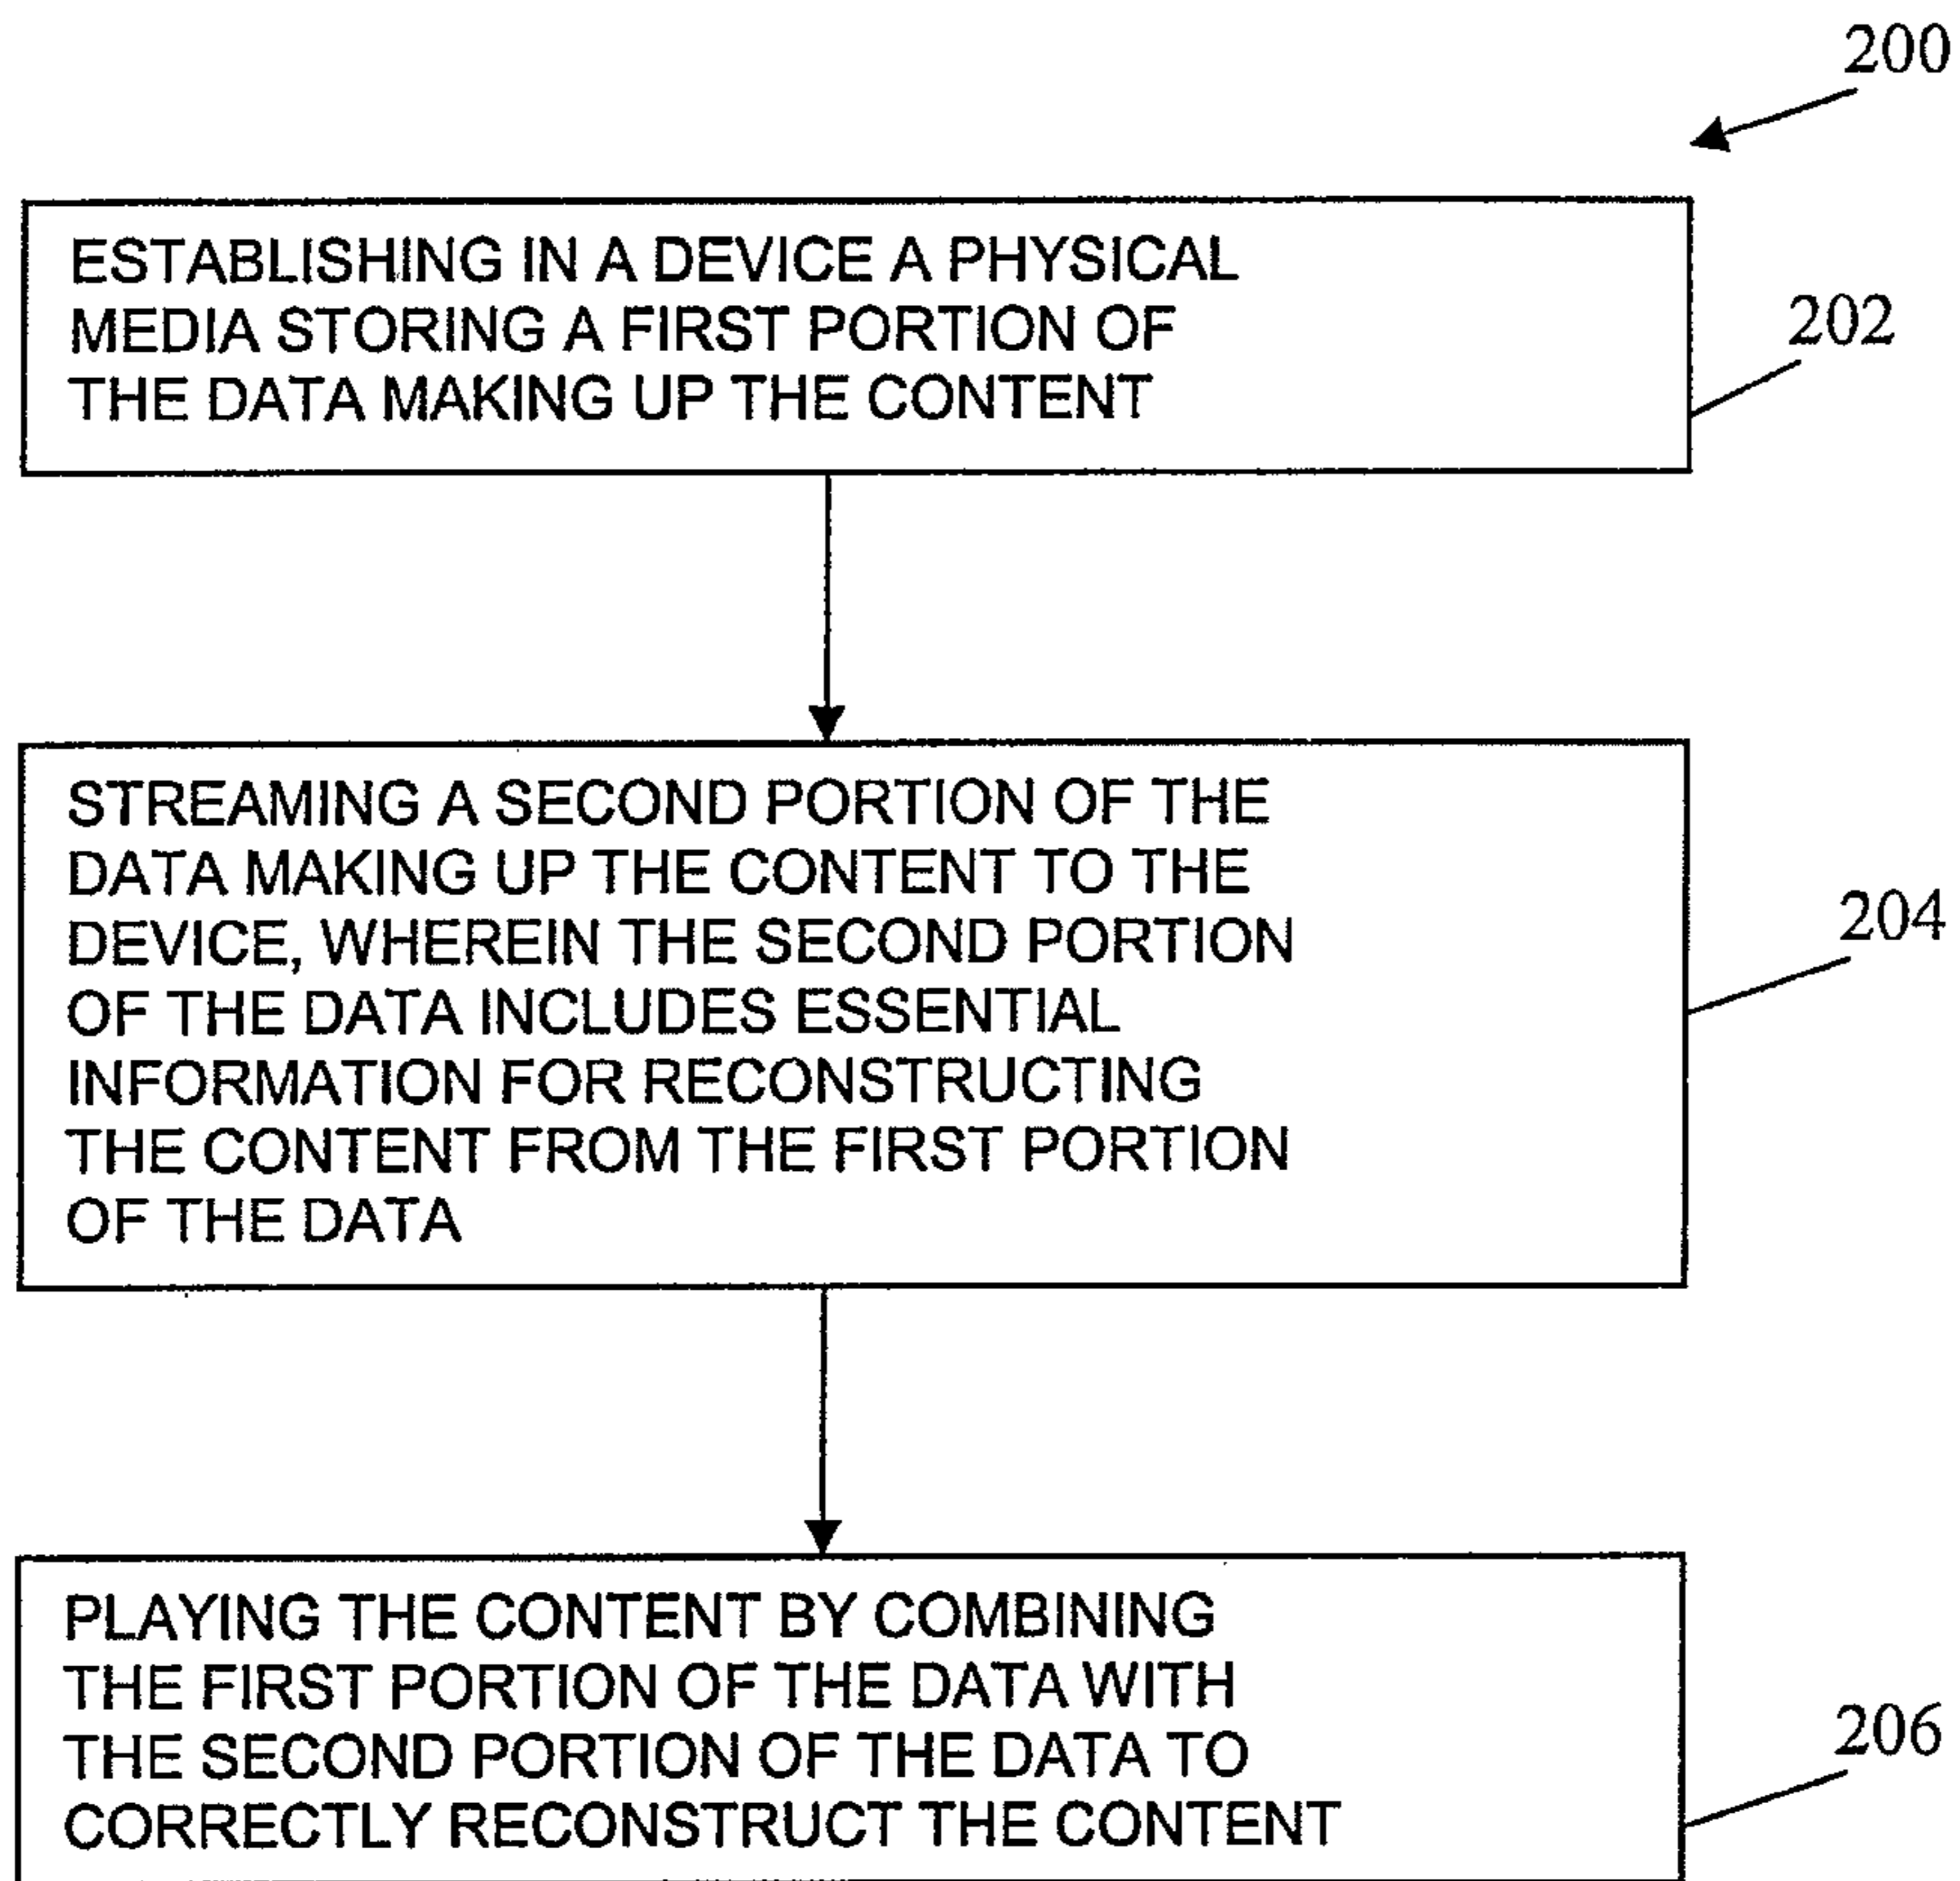 200
ESTABLISHING IN A DEVICE A PHYSICAL
MEDIA STORING A FIRST PORTION OF
THE DATA MAKING UP THE CONTENT
202
STREAMING A SECOND PORTION OF THE
DATA MAKING UP THE CONTENT TO THE
DEVICE, WHEREIN THE SECOND PORTION
OF THE DATA INCLUDES ESSENTIAL
INFORMATION FOR RECONSTRUCTING
THE CONTENT FROM THE FIRST PORTION
OF THE DATA
204
PLAYING THE CONTENT BY COMBINING
THE FIRST PORTION OF THE DATA WITH
THE SECOND PORTION OF THE DATA TO
CORRECTLY RECONSTRUCT THE CONTENT
206